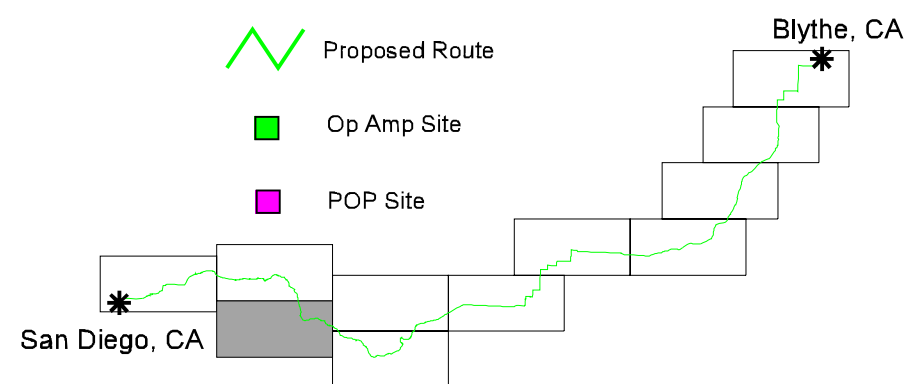 Blythe, CA
Proposed Route
Op Amp Site
POP Site
San Diego, CA